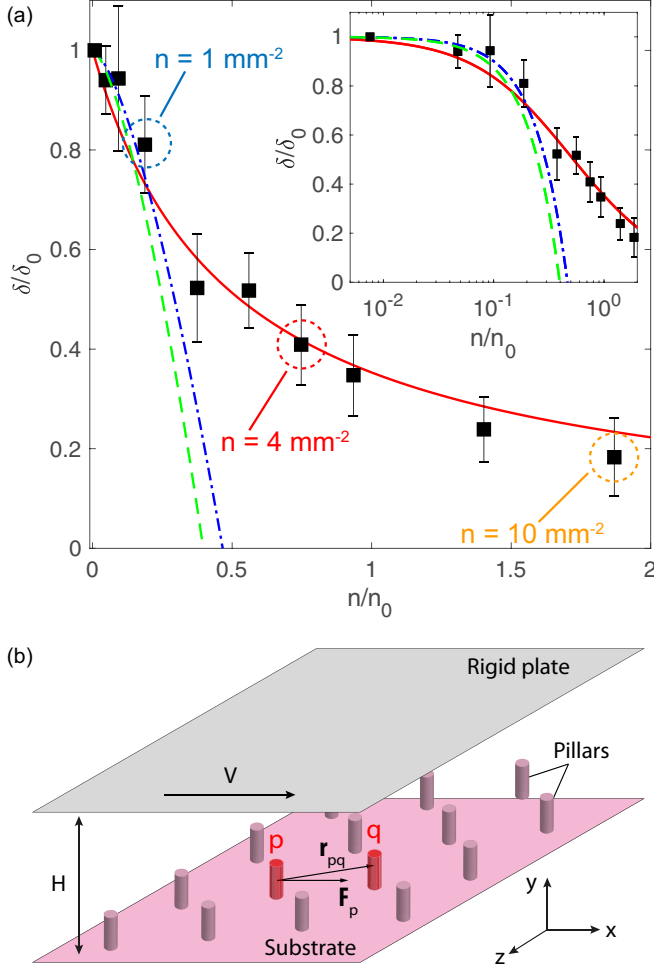 (a)
n = 1 mm⁻²
n = 4 mm⁻²
n = 10 mm⁻²
δ/δ₀
1
0.8
0.6
0.4
0.2
0
0
0.5
1
1.5
2
n/n₀
δ/δ₀
1
0.8
0.6
0.4
0.2
0
10⁻²
10⁻¹
10⁰
n/n₀
(b)
Rigid plate
V
Pillars
H
p
q
r_pq
F_p
Substrate
y
x
z